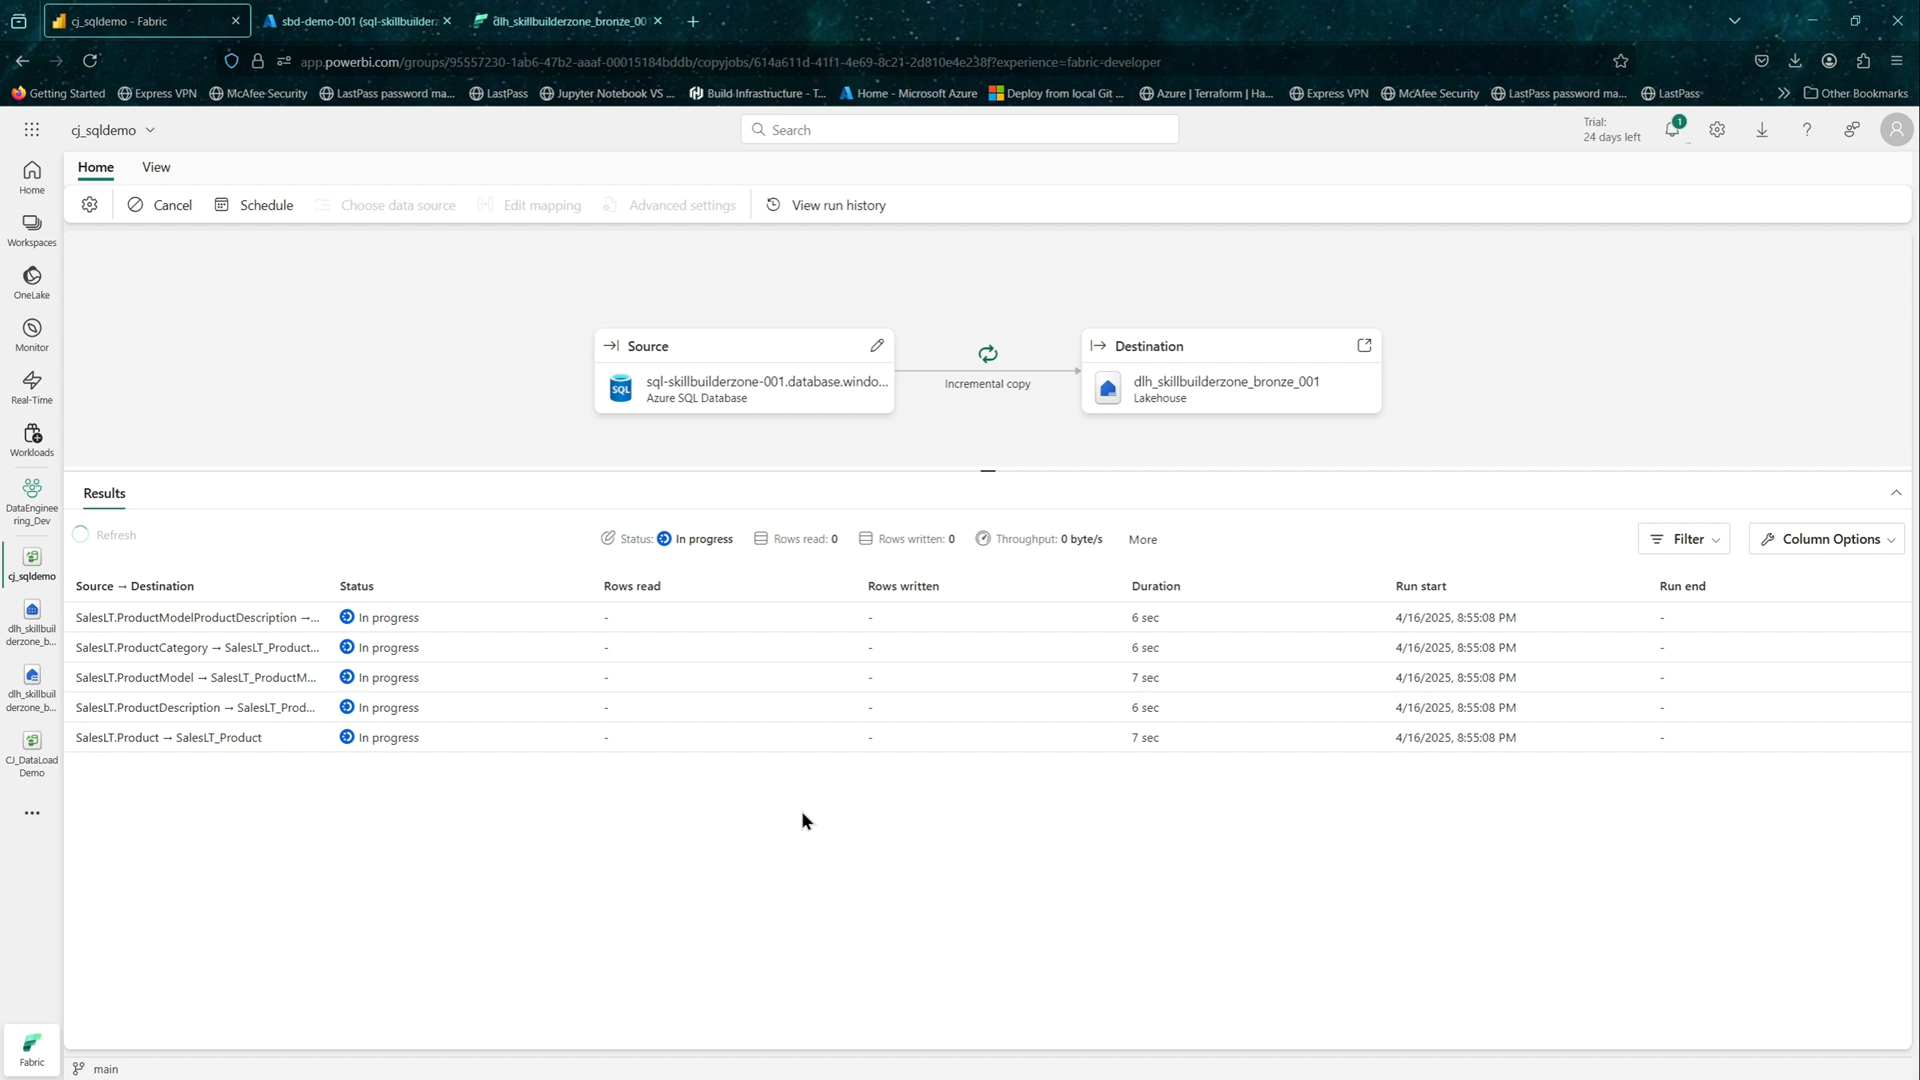 cj_sqldemo - Fabric
sbd-demo-001 (sql-skillbuilder:
dlh_skillbuilderzone_bronze_00
app.powerbi.com/groups/95557230-1ab6-47b2-aaaf-00015184bddb/copyjobs/614a611d-41f1-4e69-8c21-2d810e4e238f?experience=fabric-developer
Getting Started
Express VPN
McAfee Security
LastPass password ma...
LastPass
Jupyter Notebook VS ...
Build Infrastructure - T...
Home - Microsoft Azure
Deploy from local Git ...
Azure | Terraform | Ha...
Express VPN
McAfee Security
LastPass password ma...
LastPass
Other Bookmarks
cj_sqldemo
Search
Trial:
24 days left
1
Home
View
Cancel
Schedule
Choose data source
Edit mapping
Advanced settings
View run history
Home
Workspaces
OneLake
Monitor
Real-Time
Workloads
DataEnginee
ring_Dev
cj_sqldemo
dlh_skillbuil
derzone_b...
dlh_skillbuil
derzone_b...
CJ_DataLoad
Demo
Fabric
Source
SQL
sql-skillbuilderzone-001.database.windo...
Azure SQL Database
Incremental copy
Destination
dlh_skillbuilderzone_bronze_001
Lakehouse
Results
Refresh
Status: In progress
Rows read: 0
Rows written: 0
Throughput: 0 byte/s
More
Filter
Column Options
Source → Destination Status Rows read Rows written Duration Run start Run end
SalesLT.ProductModelProductDescription →... In progress - - 6 sec 4/16/2025, 8:55:08 PM -
SalesLT.ProductCategory → SalesLT_Product... In progress - - 6 sec 4/16/2025, 8:55:08 PM -
SalesLT.ProductModel → SalesLT_ProductM... In progress - - 7 sec 4/16/2025, 8:55:08 PM -
SalesLT.ProductDescription → SalesLT_Prod... In progress - - 6 sec 4/16/2025, 8:55:08 PM -
SalesLT.Product → SalesLT_Product In progress - - 7 sec 4/16/2025, 8:55:08 PM -
main